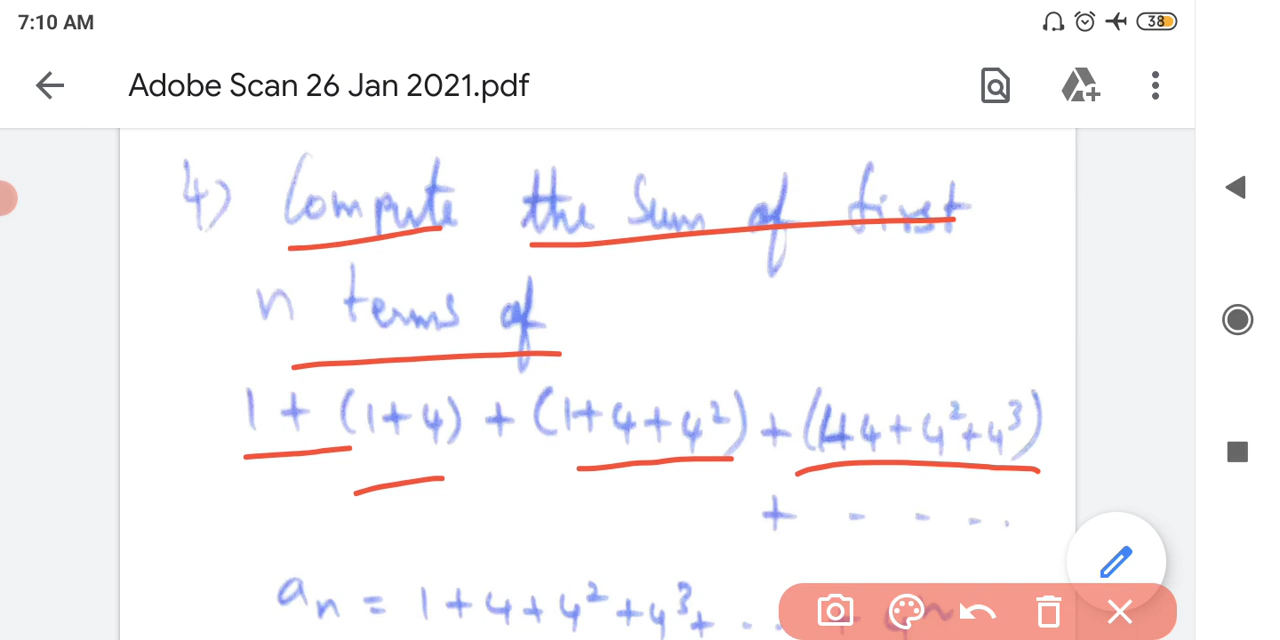 7:10 AM
38
Adobe Scan 26 Jan 2021.pdf
4) Compute the Sum of first
n terms of
1 + (1+4) + (1+4+4²) + (1+4+4²+4³)
+ - - - . .
aₙ = 1+4+4²+4³+ . .